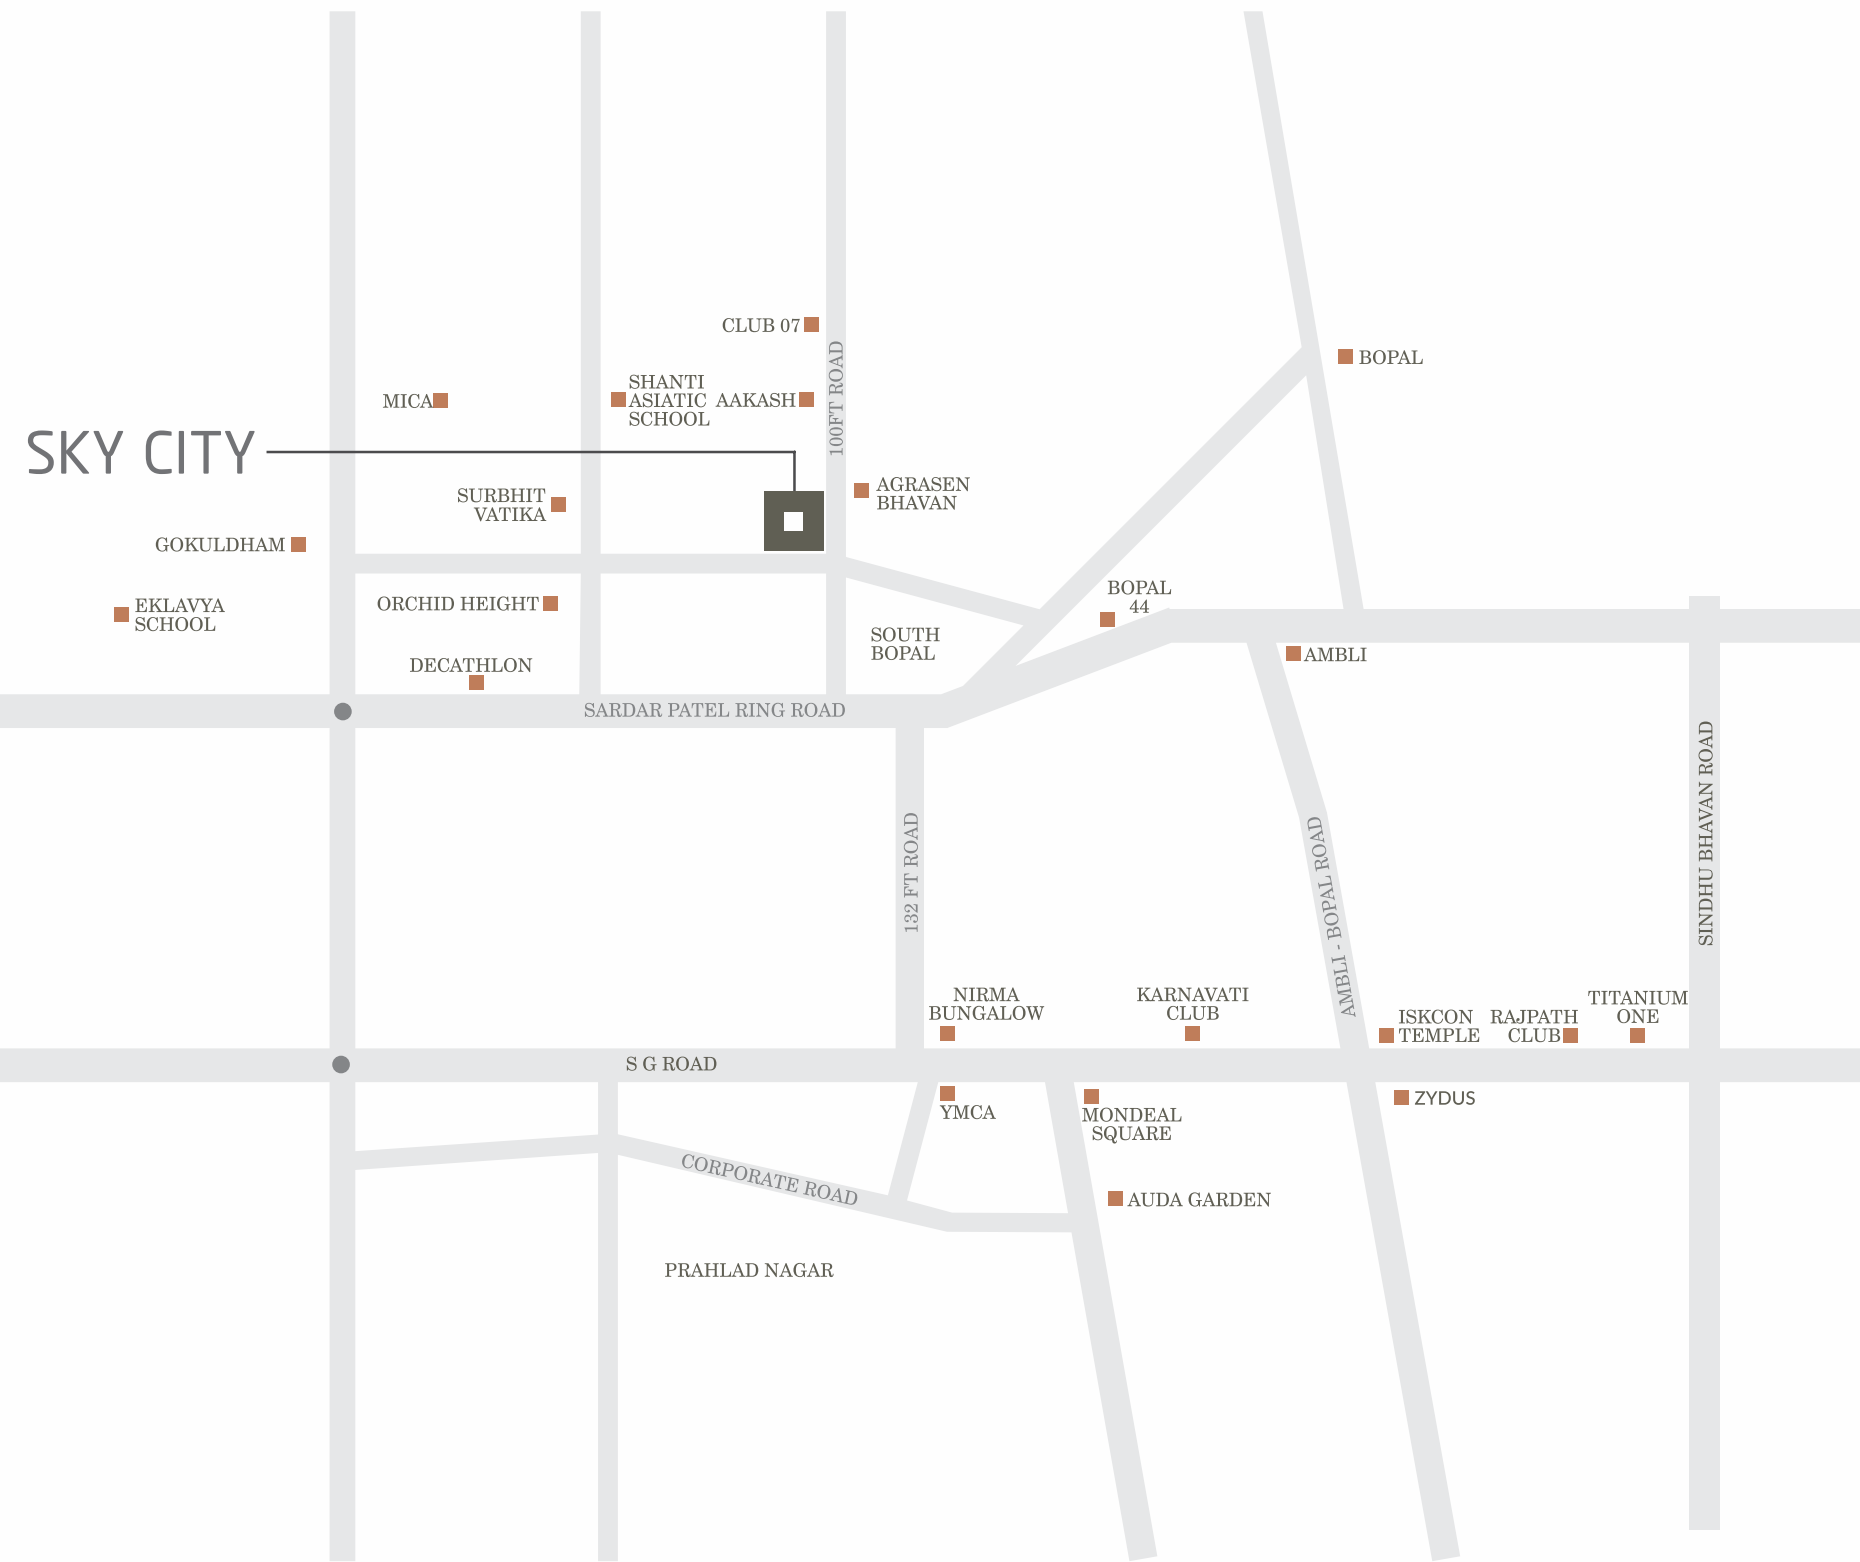 CLUB 07
100FT ROAD
BOPAL
MICA
SHANTI
ASIATIC
SCHOOL
AAKASH
SKY CITY
AGRASEN
BHAVAN
SURBHIT
VATIKA
GOKULDHAM
EKLAVYA
SCHOOL
ORCHID HEIGHT
BOPAL
44
SOUTH
BOPAL
AMBLI
DECATHLON
SARDAR PATEL RING ROAD
SINDHU BHAVAN ROAD
132 FT ROAD
AMBLI - BOPAL ROAD
NIRMA
BUNGALOW
KARNAVATI
CLUB
ISKCON
TEMPLE
RAJPATH
CLUB
TITANIUM
ONE
S G ROAD
YMCA
MONDEAL
SQUARE
ZYDUS
CORPORATE ROAD
AUDA GARDEN
PRAHLAD NAGAR